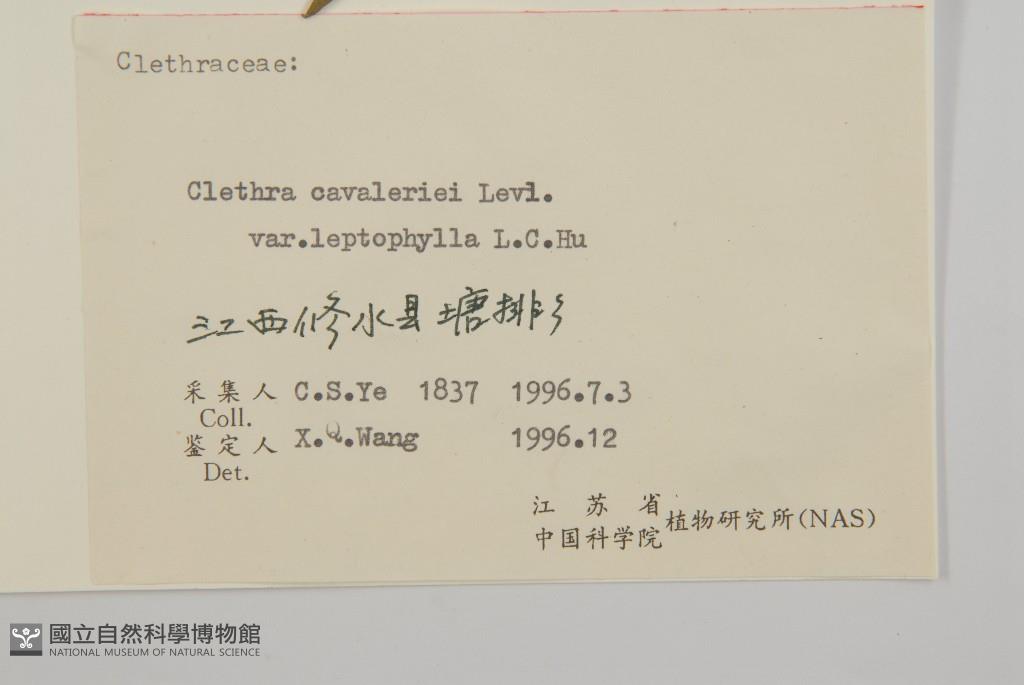 Clethraceae:
Clethra cavaleriei Levl.
var.leptophylla L.C.Hu
江西修水县塘排乡
采集人 C.S.Ye 1837 1996.7.3
Coll.
鉴定人 X.Q.Wang 1996.12
Det.
江苏省
中国科学院 植物研究所(NAS)
國立自然科學博物館
NATIONAL MUSEUM OF NATURAL SCIENCE